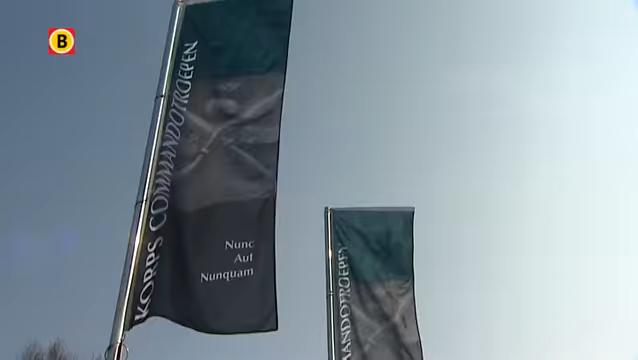 B
KORPS COMMANDOTROEPEN
Nunc
Aut
Nunquam
MANDOTROEPEN